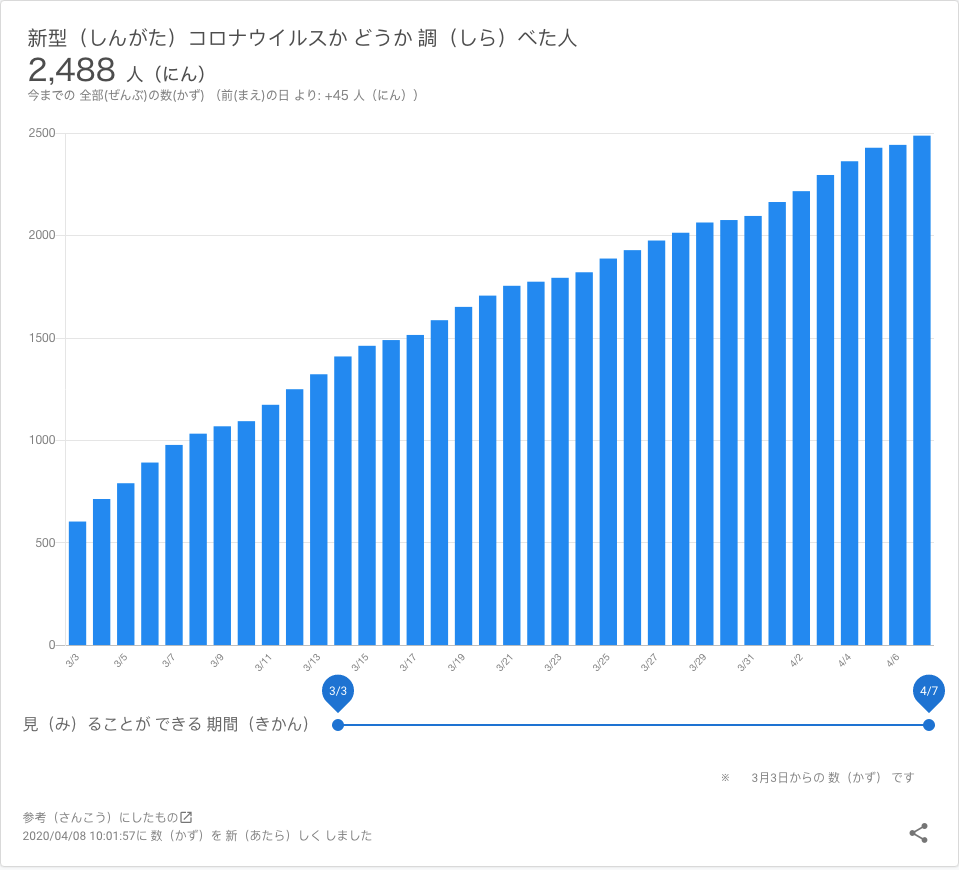 新型（しんがた）コロナウイルスか どうか 調（しら）べた人
2,488 人（にん）
今までの 全部(ぜんぶ)の数(かず) （前(まえ)の日 より: +45 人（にん））
2500
2000
1500
1000
500
0
3/3 3/5 3/7 3/9 3/11 3/13 3/15 3/17 3/19 3/21 3/23 3/25 3/27 3/29 3/31 4/2 4/4 4/6
3/3 4/7
見（み）ることが できる 期間（きかん）
※ 3月3日からの 数（かず） です
参考（さんこう）にしたもの
2020/04/08 10:01:57に 数（かず）を 新（あたら）しく しました